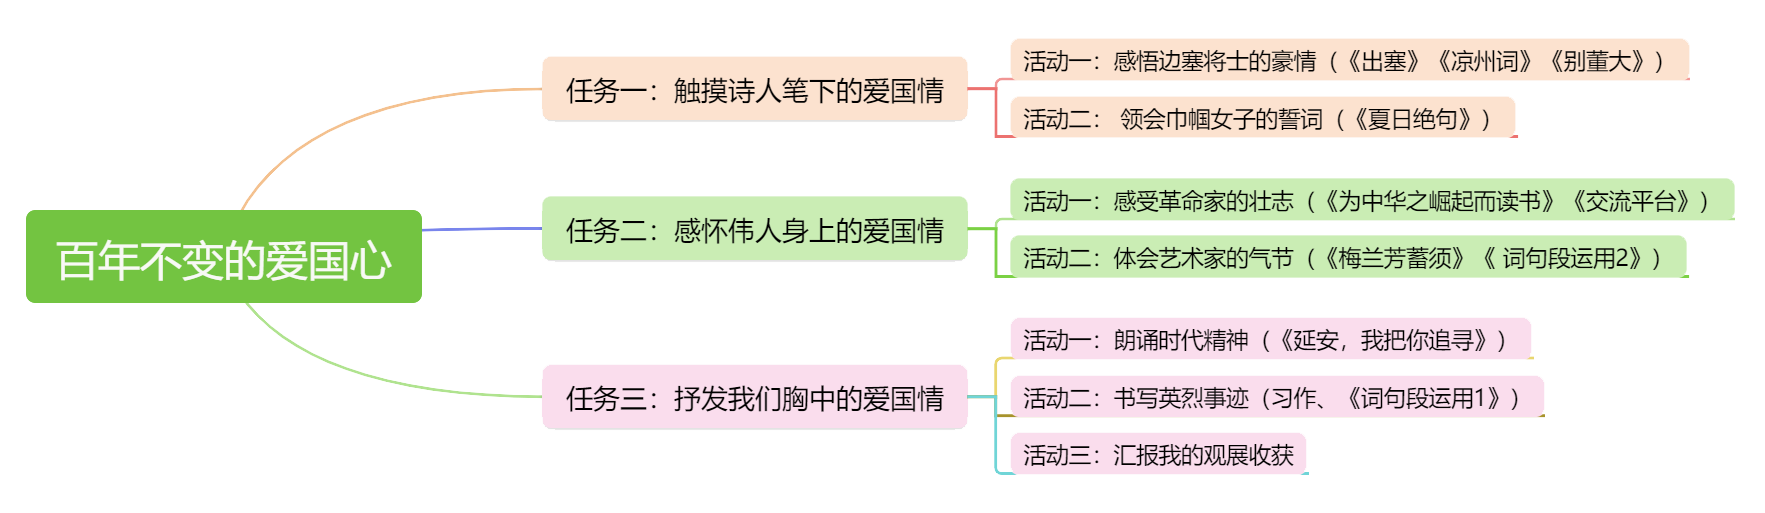 百年不变的爱国心
任务一：触摸诗人笔下的爱国情
活动一：感悟边塞将士的豪情（《出塞》《凉州词》《别董大》）
活动二： 领会巾帼女子的誓词（《夏日绝句》）
任务二：感怀伟人身上的爱国情
活动一：感受革命家的壮志（《为中华之崛起而读书》《交流平台》）
活动二：体会艺术家的气节（《梅兰芳蓄须》《 词句段运用2》）
任务三：抒发我们胸中的爱国情
活动一：朗诵时代精神（《延安，我把你追寻》）
活动二：书写英烈事迹（习作、《词句段运用1》）
活动三：汇报我的观展收获